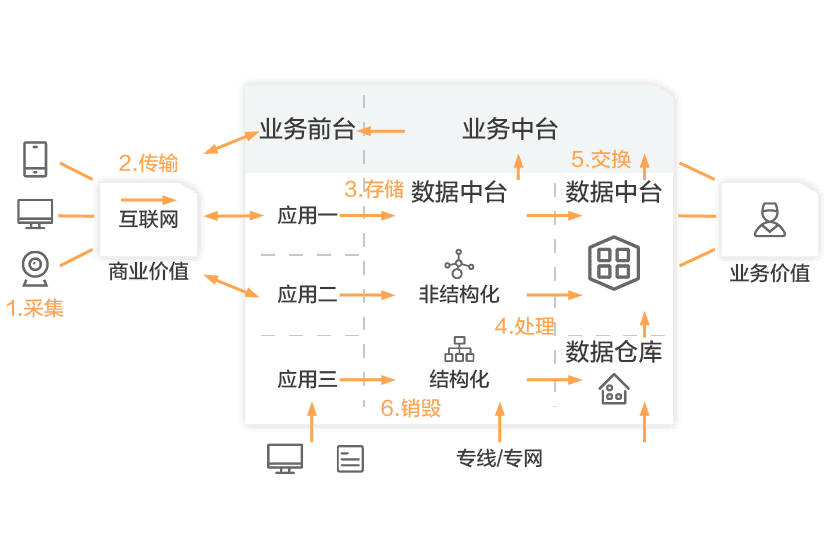 业务前台
业务中台
2.传输
5.交换
3.存储
数据中台
数据中台
互联网
应用一
商业价值
业务价值
1.采集
应用二
非结构化
4.处理
数据仓库
应用三
结构化
6.销毁
专线/专网